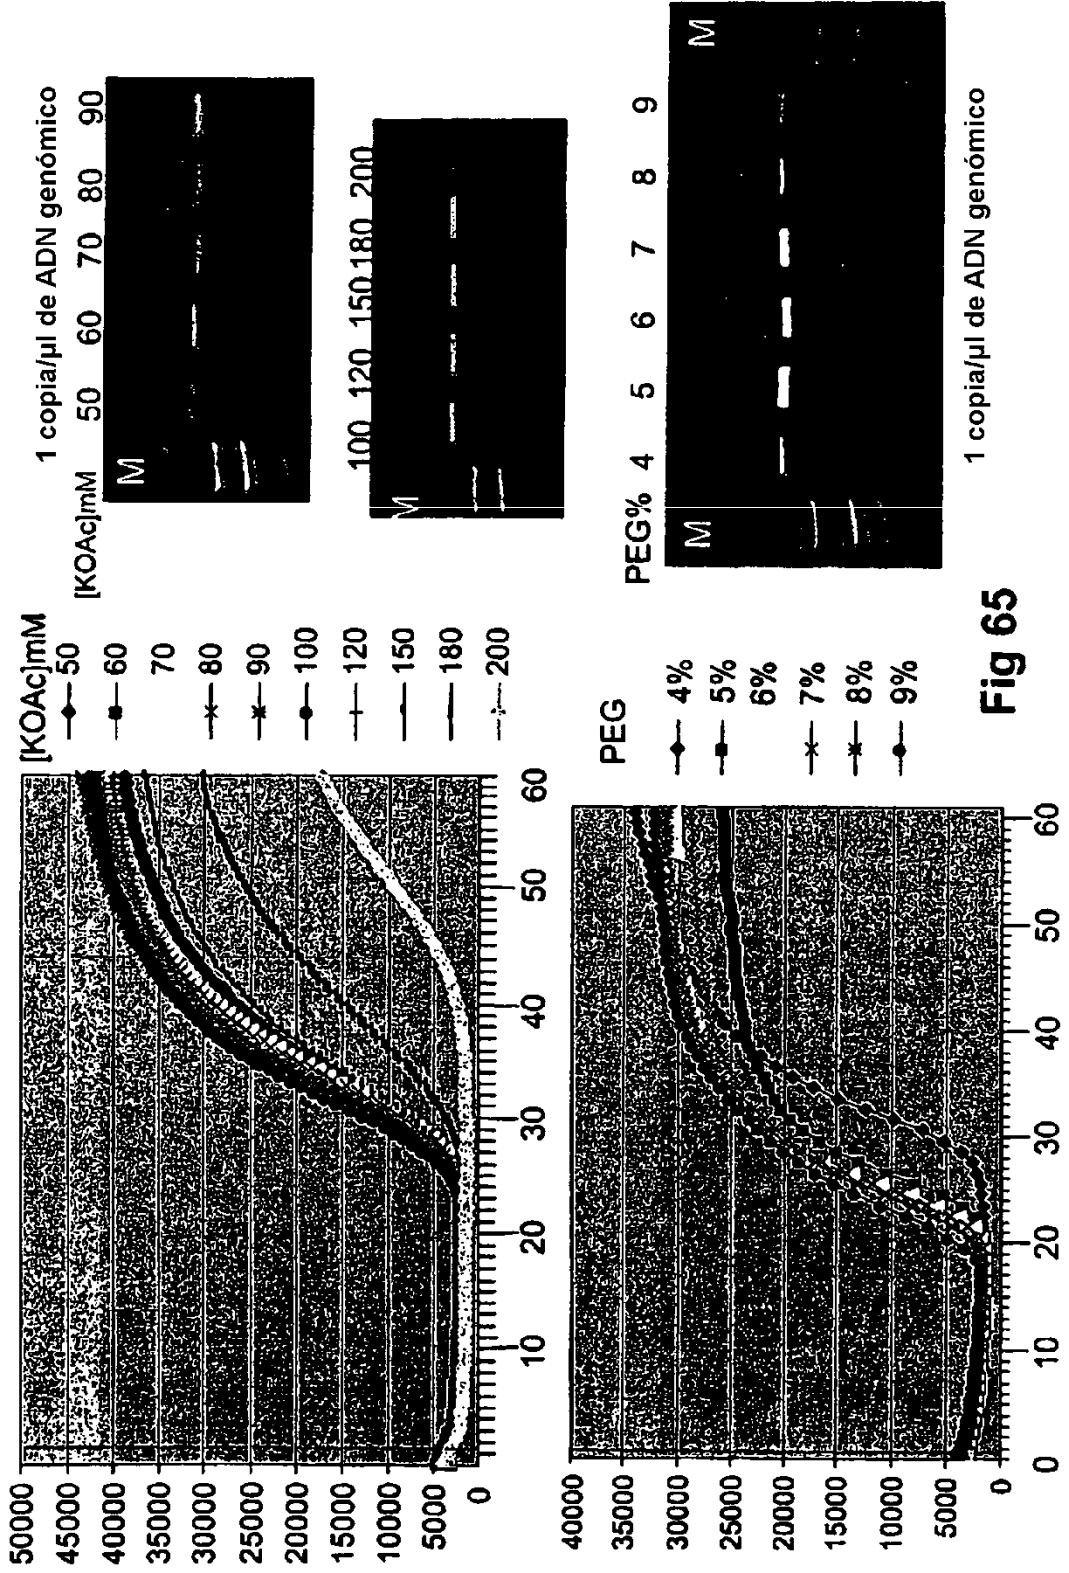 1 copia/µl de ADN genómico
[KOAc]mM 50 60 70 80 90
M
100 120 150 180 200
M
PEG% 4 5 6 7 8 9
M M
1 copia/µl de ADN genómico
[KOAc]mM
50
60
70
80
90
100
120
150
180
200
50000
45000
40000
35000
30000
25000
20000
15000
10000
5000
0
10 20 30 40 50 60
PEG
4%
5%
6%
7%
8%
9%
40000
35000
30000
25000
20000
15000
10000
5000
0
0 10 20 30 40 50 60
Fig 65